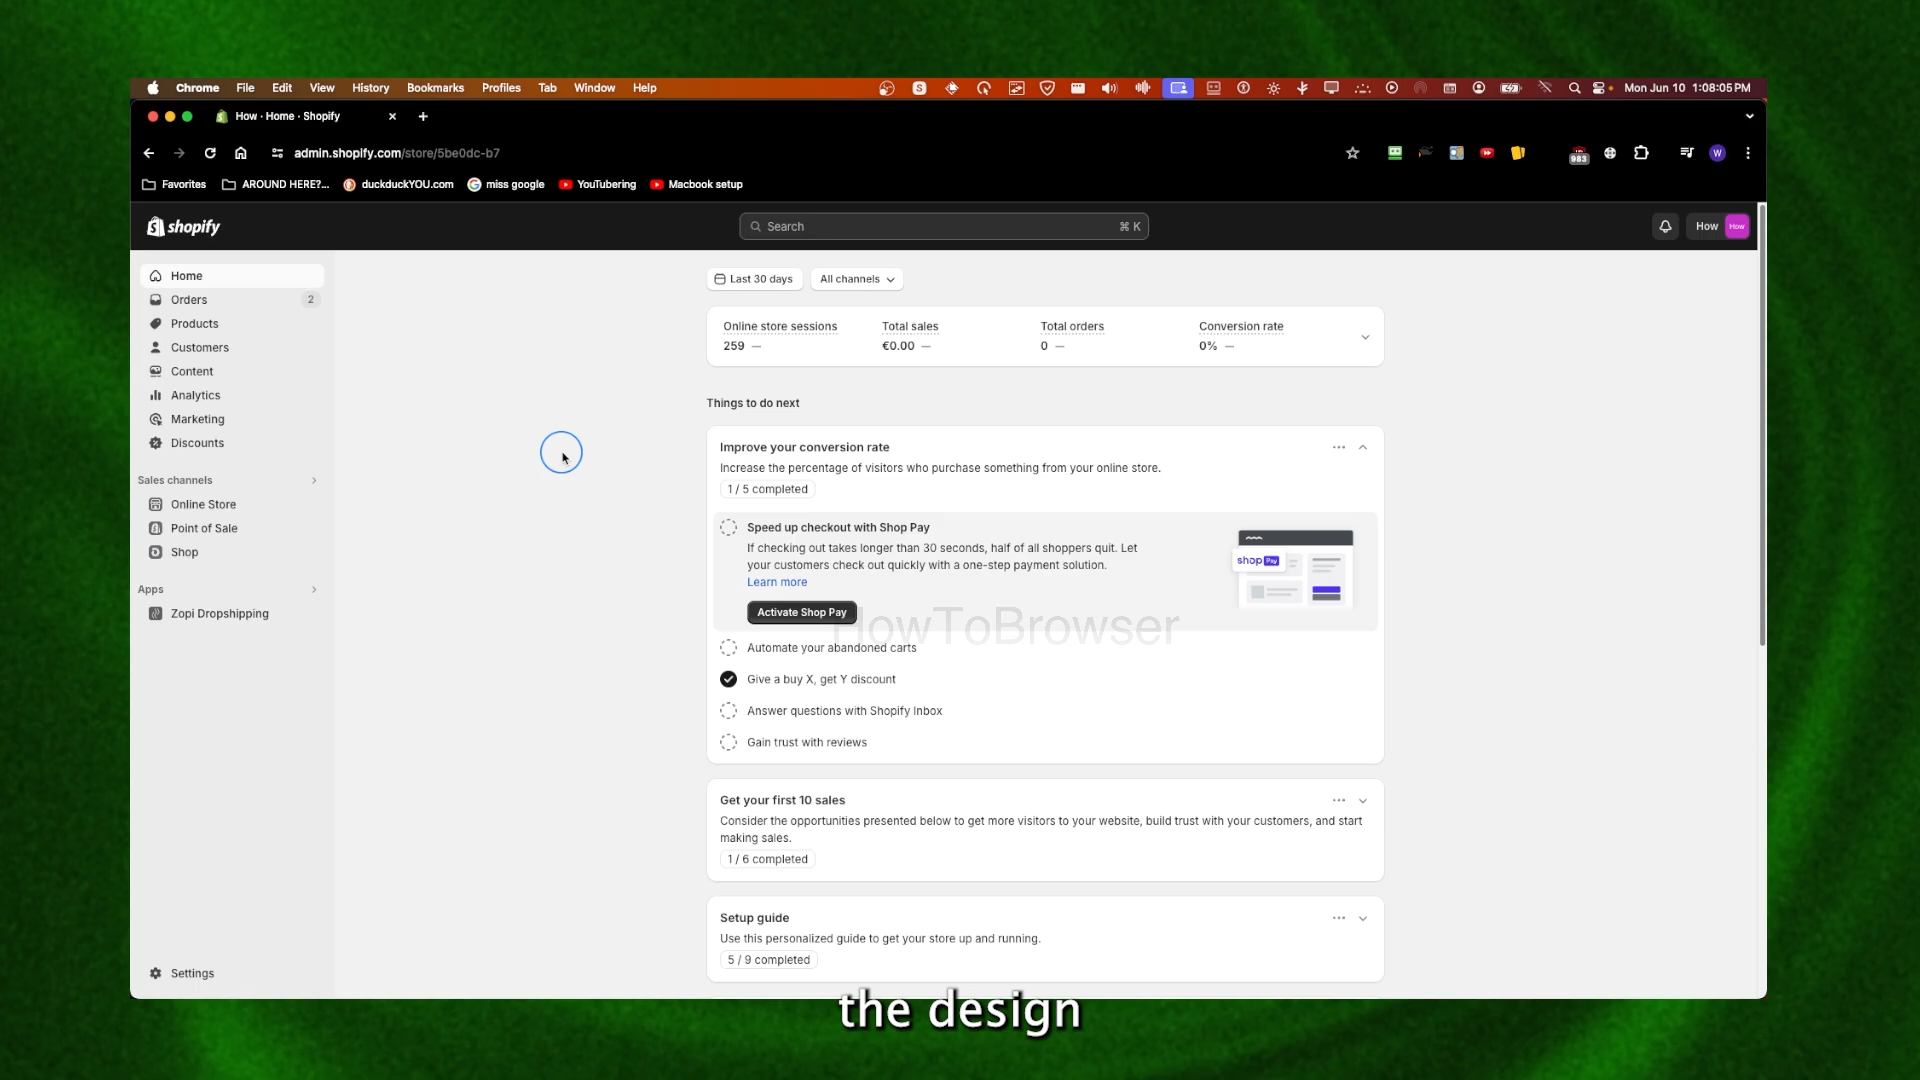 Chrome File Edit View History Bookmarks Profiles Tab Window Help
Mon Jun 10 1:08:05 PM
How · Home · Shopify
admin.shopify.com/store/5be0dc-b7
983
W
Favorites AROUND HERE?... duckduckYOU.com miss google YouTubering Macbook setup
shopify
Search ⌘ K
How How
Home
Orders 2
Products
Customers
Content
Analytics
Marketing
Discounts
Sales channels
Online Store
Point of Sale
Shop
Apps
Zopi Dropshipping
Settings
Last 30 days All channels
Online store sessions Total sales Total orders Conversion rate
259 — €0.00 — 0 — 0% —
Things to do next
Improve your conversion rate
Increase the percentage of visitors who purchase something from your online store.
1 / 5 completed
Speed up checkout with Shop Pay
If checking out takes longer than 30 seconds, half of all shoppers quit. Let
your customers check out quickly with a one-step payment solution.
Learn more
shop Pay
Activate Shop Pay
HowToBrowser
Automate your abandoned carts
Give a buy X, get Y discount
Answer questions with Shopify Inbox
Gain trust with reviews
Get your first 10 sales
Consider the opportunities presented below to get more visitors to your website, build trust with your customers, and start
making sales.
1 / 6 completed
Setup guide
Use this personalized guide to get your store up and running.
5 / 9 completed
the design